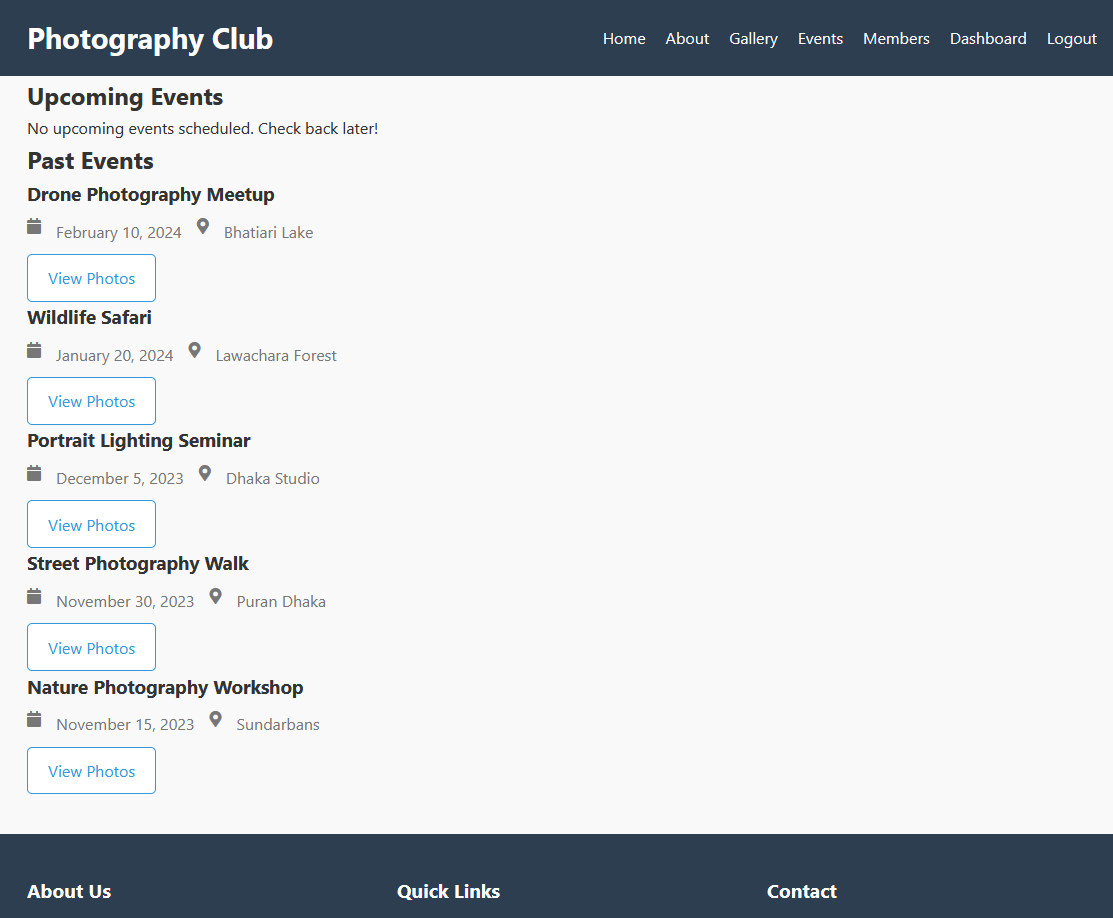 Photography Club
Home About Gallery Events Members Dashboard Logout
Upcoming Events
No upcoming events scheduled. Check back later!
Past Events
Drone Photography Meetup
February 10, 2024 Bhatiari Lake
View Photos
Wildlife Safari
January 20, 2024 Lawachara Forest
View Photos
Portrait Lighting Seminar
December 5, 2023 Dhaka Studio
View Photos
Street Photography Walk
November 30, 2023 Puran Dhaka
View Photos
Nature Photography Workshop
November 15, 2023 Sundarbans
View Photos
About Us Quick Links Contact